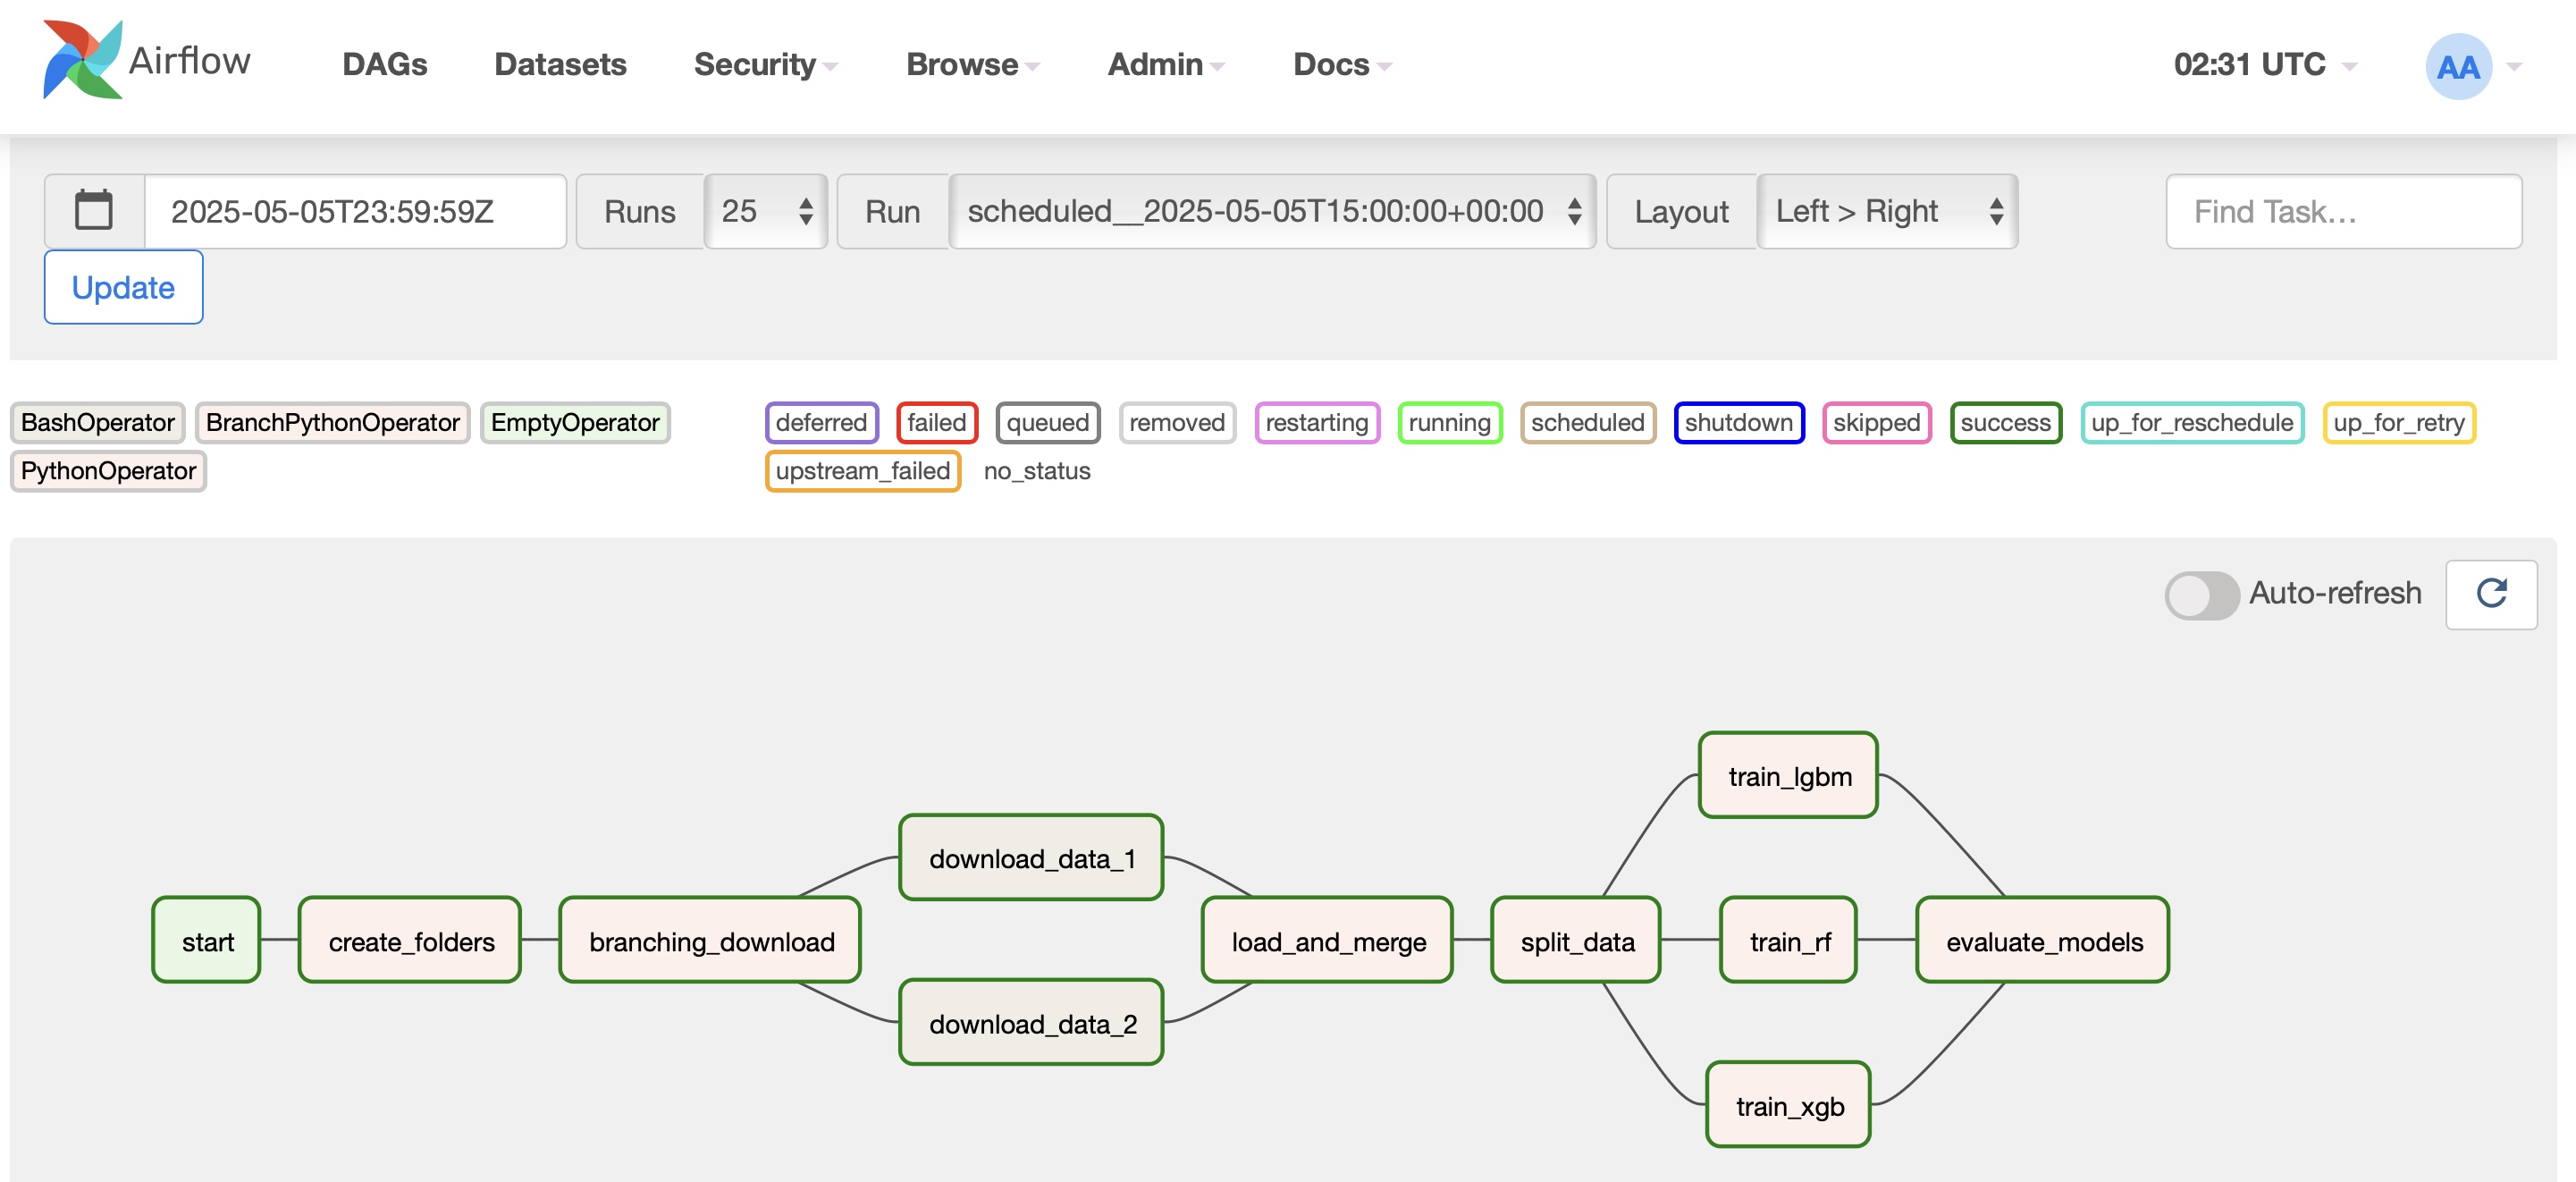 Airflow DAGs Datasets Security Browse Admin Docs 02:31 UTC AA
2025-05-05T23:59:59Z Runs 25 Run scheduled__2025-05-05T15:00:00+00:00 Layout Left > Right Find Task...
Update
BashOperator BranchPythonOperator EmptyOperator deferred failed queued removed restarting running scheduled shutdown skipped success up_for_reschedule up_for_retry
PythonOperator upstream_failed no_status
Auto-refresh
train_lgbm
download_data_1
start create_folders branching_download load_and_merge split_data train_rf evaluate_models
download_data_2
train_xgb